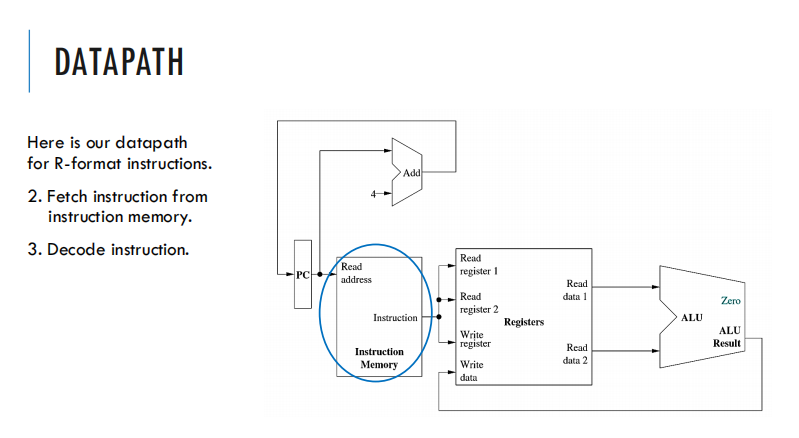 DATAPATH
Here is our datapath
for R-format instructions.
2. Fetch instruction from
instruction memory.
3. Decode instruction.
Add
4
PC
Read
address
Instruction
Instruction
Memory
Read
register 1
Read
register 2
Write
register
Write
data
Registers
Read
data 1
Read
data 2
Zero
ALU
ALU
Result